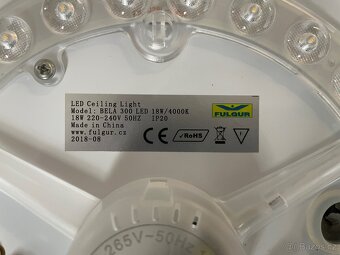 LED Ceiling Light
Model: BELA 300 LED 18W/4000K
18W 220-240V 50HZ IP20
Made in China
www.fulgur.cz
2018-08
FULGUR
CE
RoHS
265V~50Hz